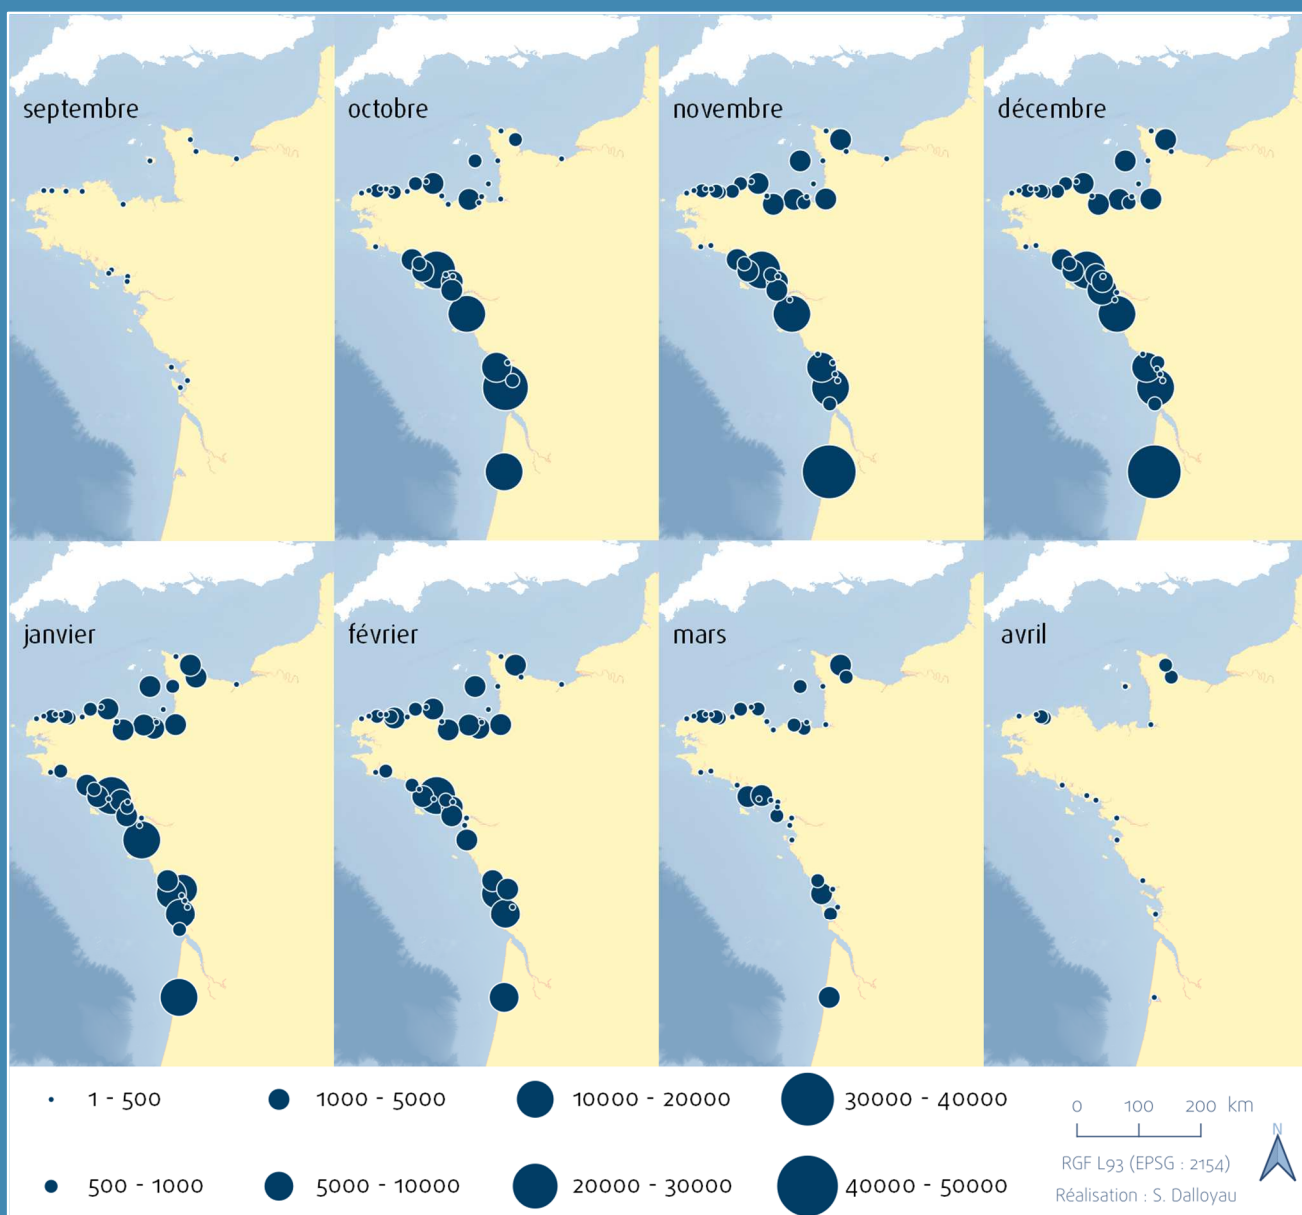 septembre
octobre
novembre
décembre
janvier
février
mars
avril
1 - 500
1000 - 5000
10000 - 20000
30000 - 40000
500 - 1000
5000 - 10000
20000 - 30000
40000 - 50000
0 100 200 km
N
RGF L93 (EPSG : 2154)
Réalisation : S. Dalloyau